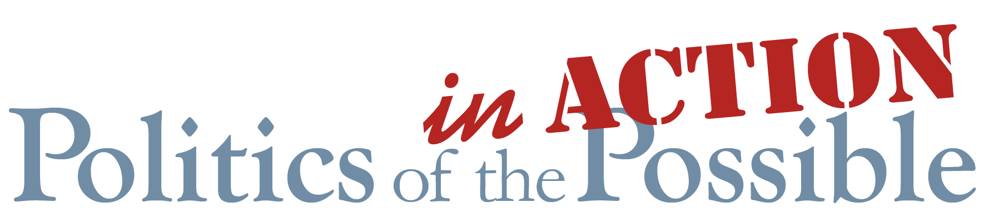 in ACTION
Politics of the Possible